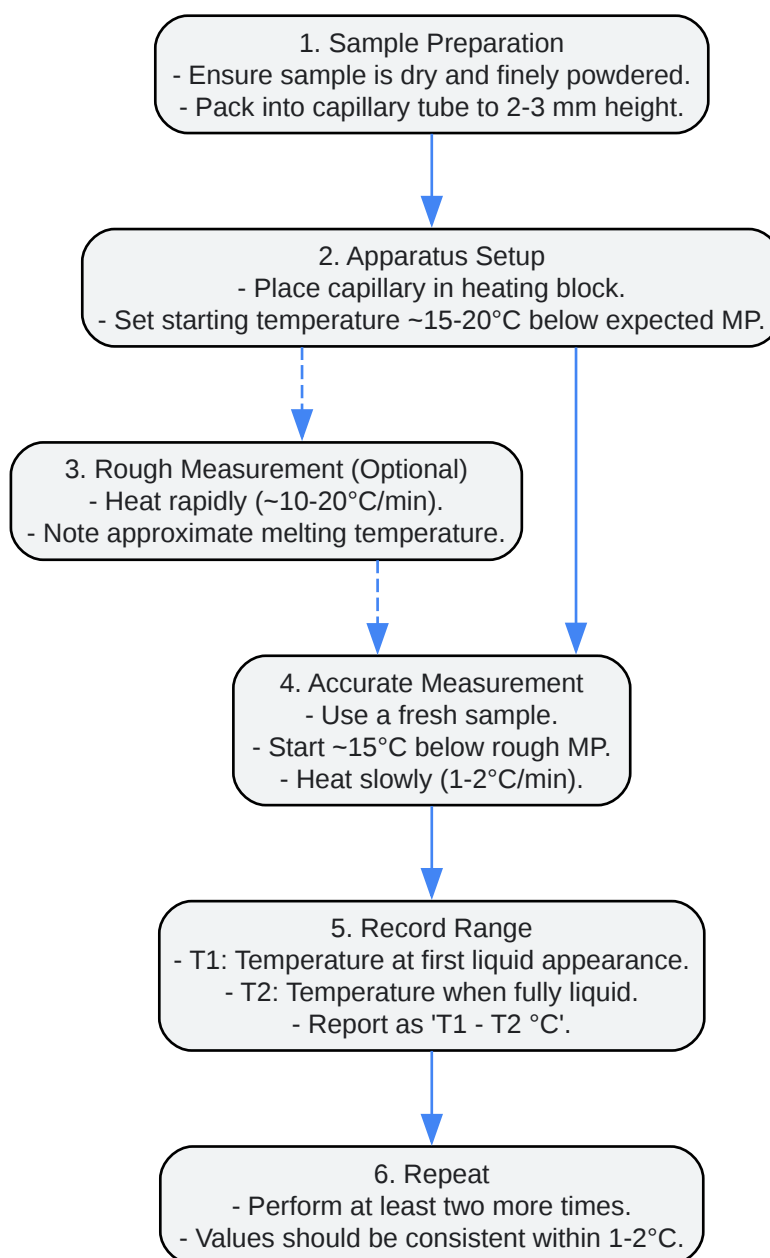 1. Sample Preparation
- Ensure sample is dry and finely powdered.
- Pack into capillary tube to 2-3 mm height.
2. Apparatus Setup
- Place capillary in heating block.
- Set starting temperature ~15-20°C below expected MP.
3. Rough Measurement (Optional)
- Heat rapidly (~10-20°C/min).
- Note approximate melting temperature.
4. Accurate Measurement
- Use a fresh sample.
- Start ~15°C below rough MP.
- Heat slowly (1-2°C/min).
5. Record Range
- T1: Temperature at first liquid appearance.
- T2: Temperature when fully liquid.
- Report as 'T1 - T2 °C'.
6. Repeat
- Perform at least two more times.
- Values should be consistent within 1-2°C.